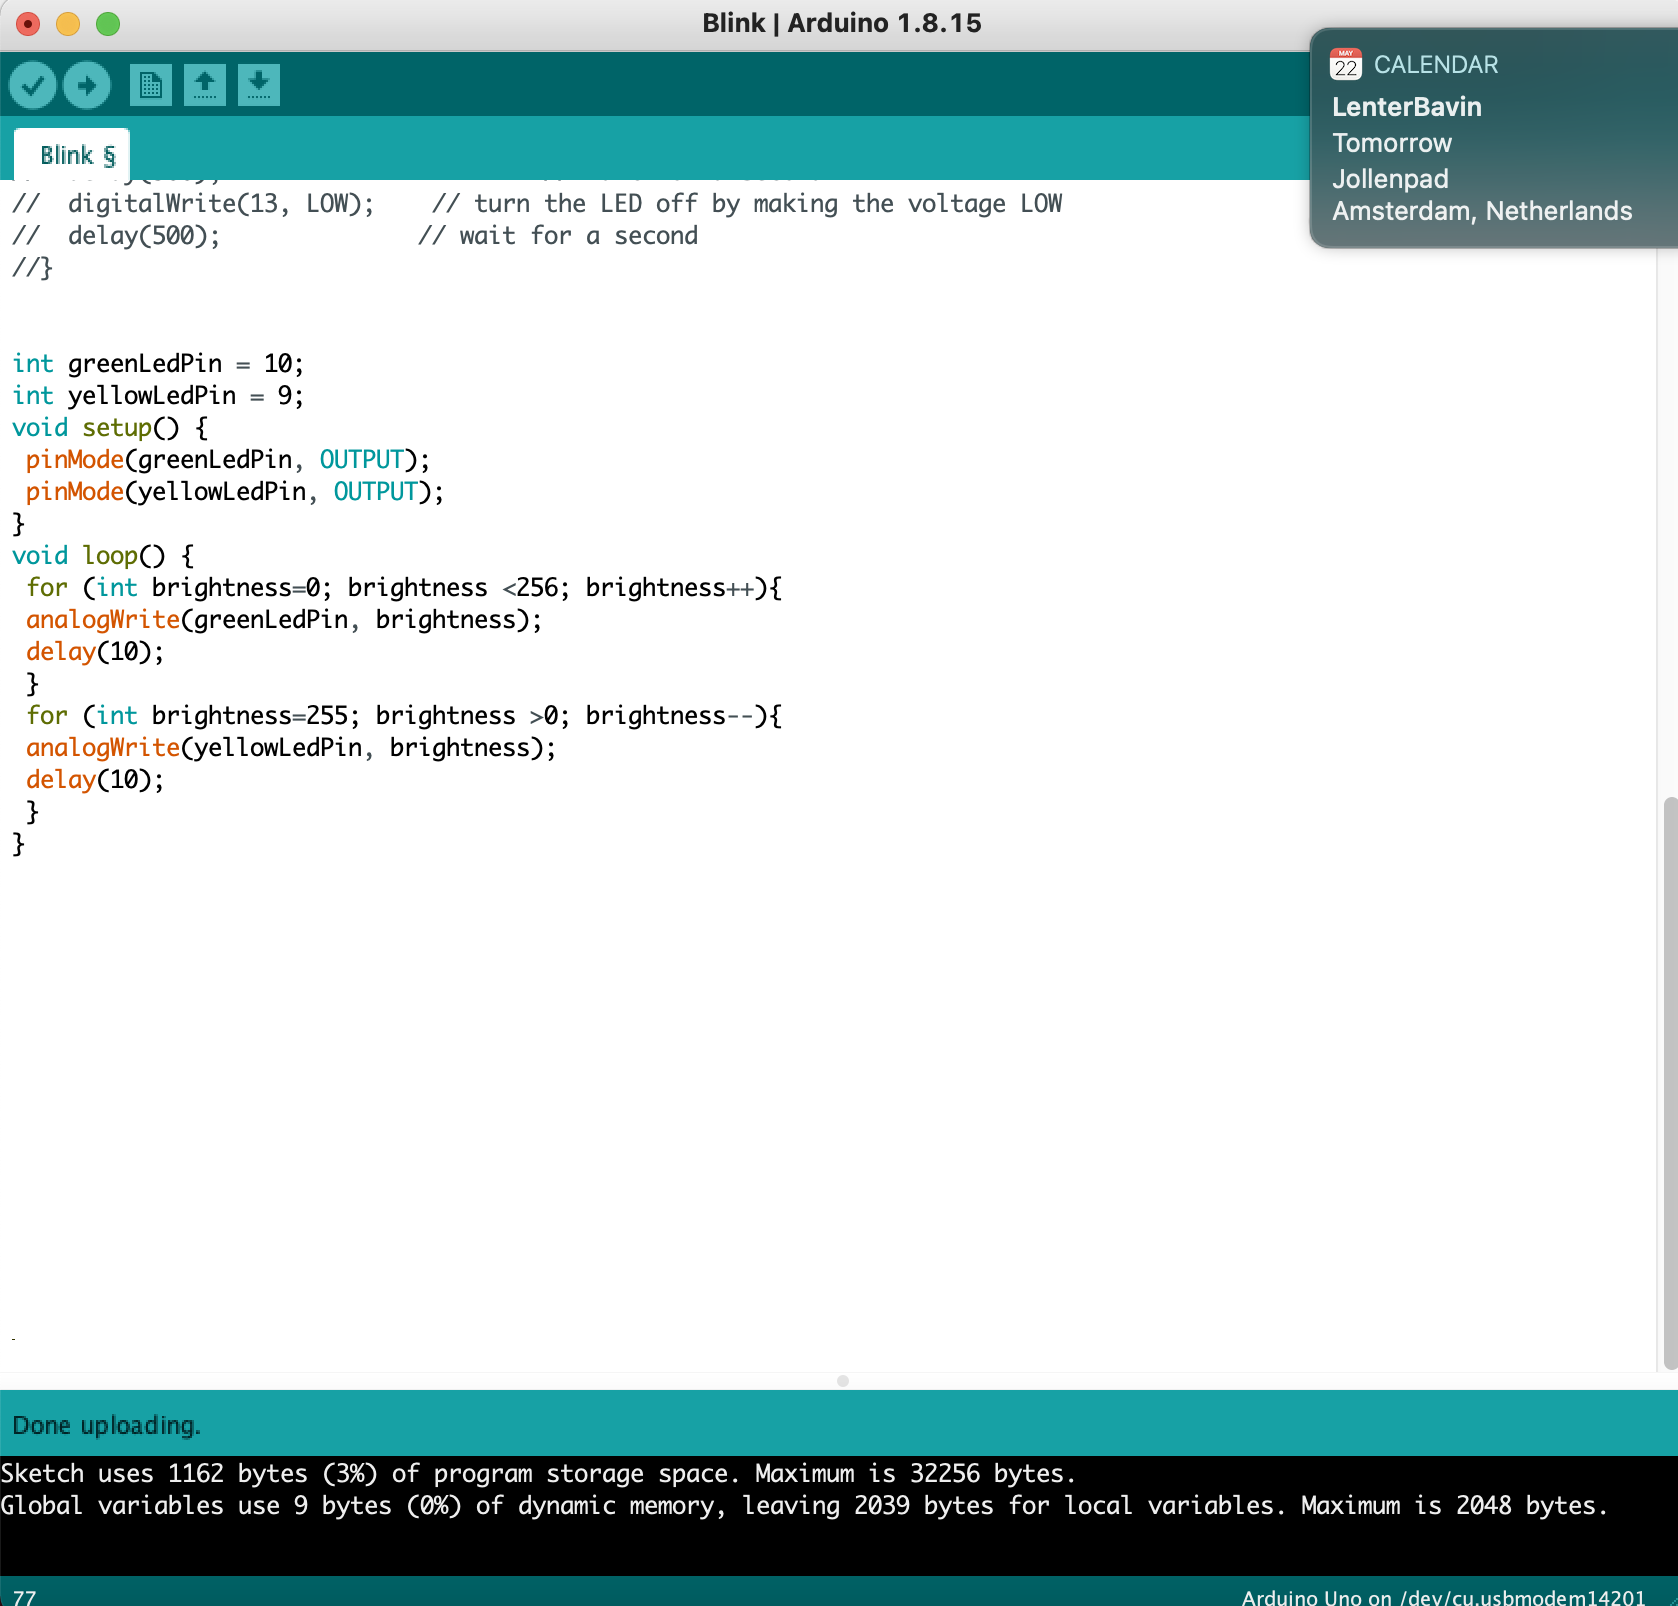 Blink | Arduino 1.8.15
MAY
22
CALENDAR
LenterBavin
Tomorrow
Jollenpad
Amsterdam, Netherlands
Blink §
//  digitalWrite(13, LOW);    // turn the LED off by making the voltage LOW
//  delay(500);              // wait for a second
//}
int greenLedPin = 10;
int yellowLedPin = 9;
void setup() {
 pinMode(greenLedPin, OUTPUT);
 pinMode(yellowLedPin, OUTPUT);
}
void loop() {
 for (int brightness=0; brightness <256; brightness++){
 analogWrite(greenLedPin, brightness);
 delay(10);
 }
 for (int brightness=255; brightness >0; brightness--){
 analogWrite(yellowLedPin, brightness);
 delay(10);
 }
}
Done uploading.
Sketch uses 1162 bytes (3%) of program storage space. Maximum is 32256 bytes.
Global variables use 9 bytes (0%) of dynamic memory, leaving 2039 bytes for local variables. Maximum is 2048 bytes.
77
Arduino Uno on /dev/cu.usbmodem14201